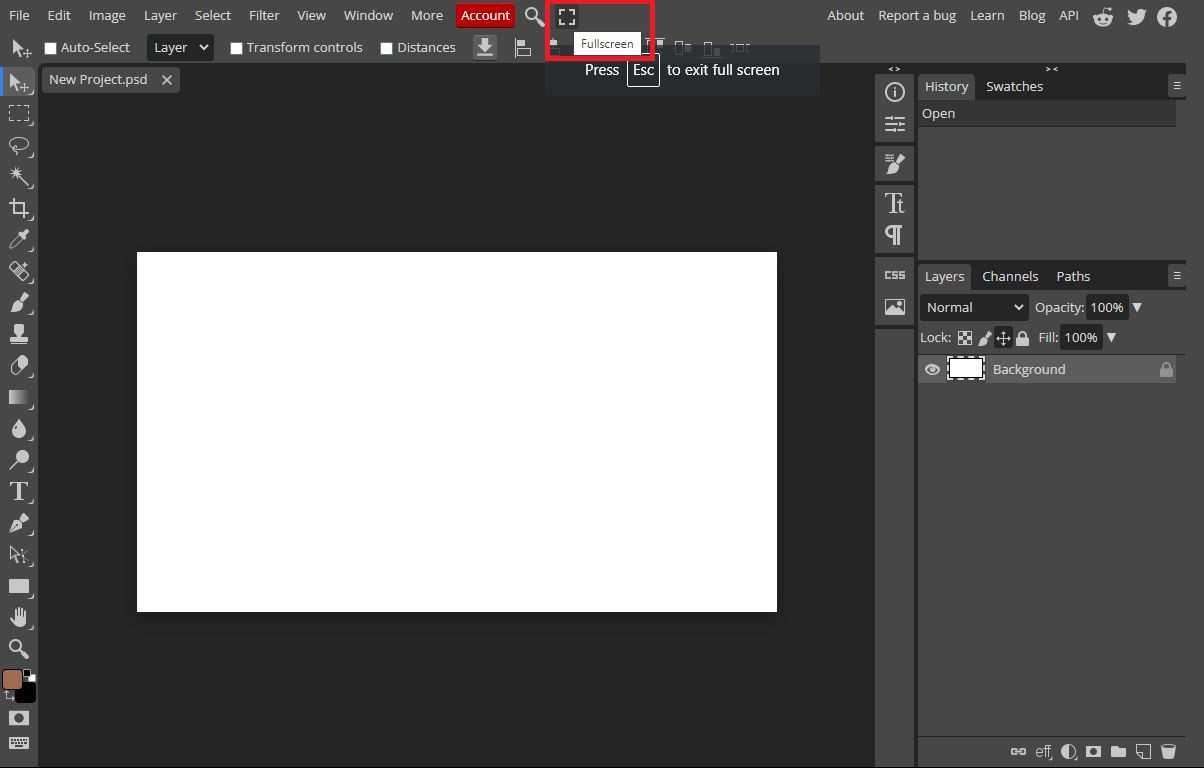 File Edit Image Layer Select Filter View Window More Account About Report a bug Learn Blog API
Auto-Select Layer Transform controls Distances
Fullscreen
Press Esc to exit full screen
New Project.psd
< > > <
History Swatches
Open
Tt
¶
CSS
Layers Channels Paths
Normal Opacity: 100%
Lock: Fill: 100%
Background
T
eff